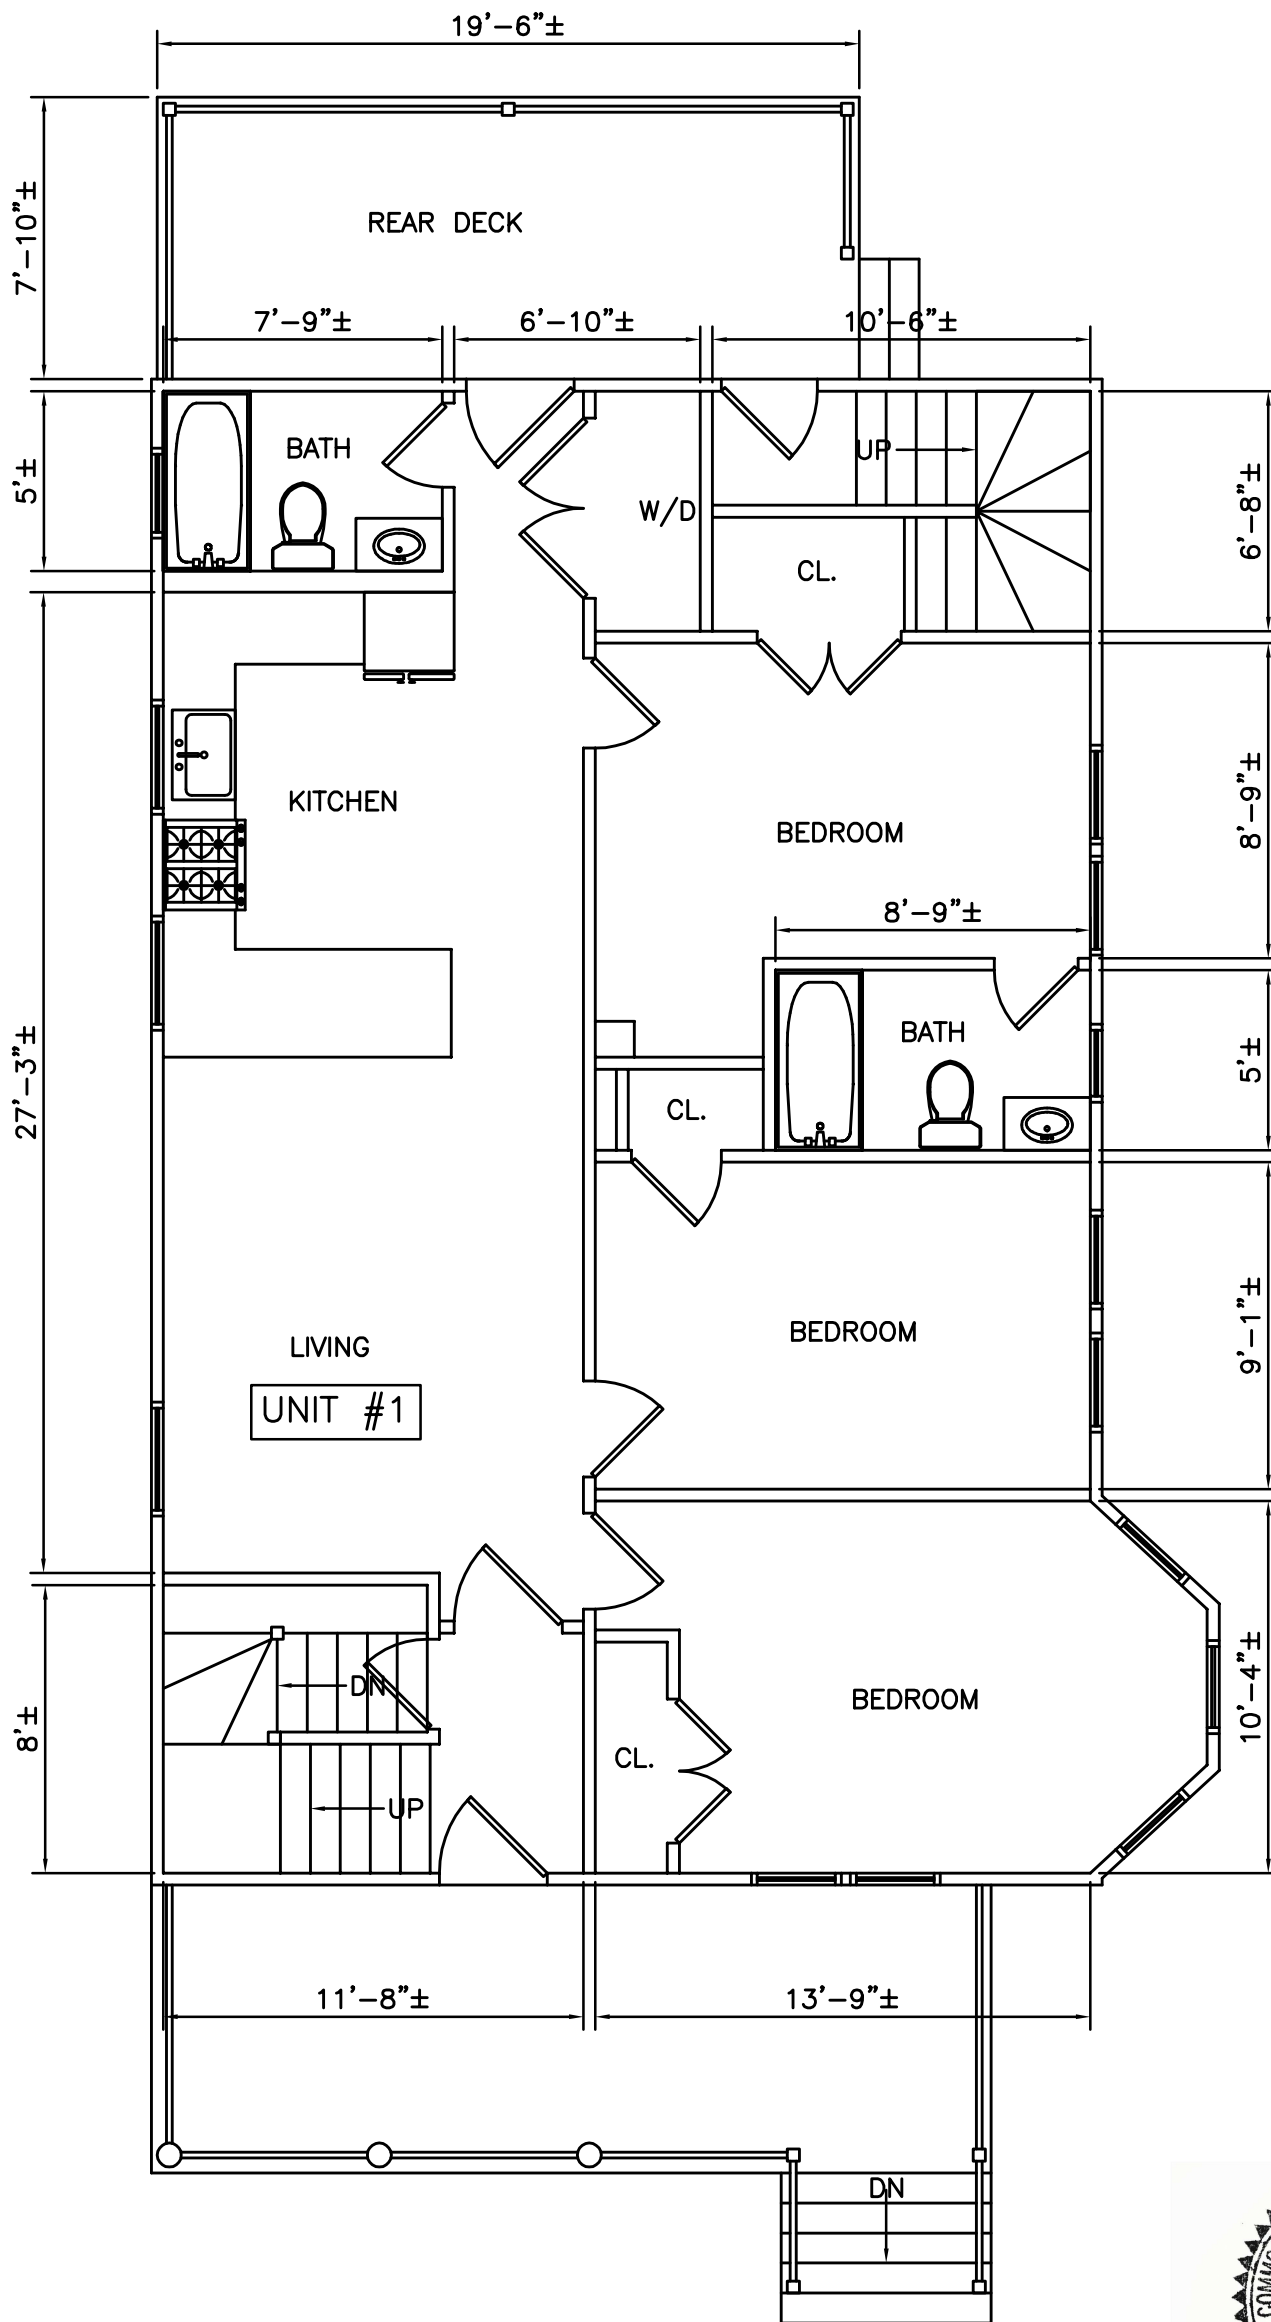 19'-6"±
7'-10"±
REAR DECK
7'-9"±
6'-10"±
10'-6"±
5'±
BATH
UP
W/D
6'-8"±
CL.
KITCHEN
8'-9"±
BEDROOM
8'-9"±
27'-3"±
BATH
5'±
CL.
LIVING
UNIT #1
BEDROOM
9'-1"±
8'±
DN
BEDROOM
10'-4"±
CL.
UP
11'-8"±
13'-9"±
DN